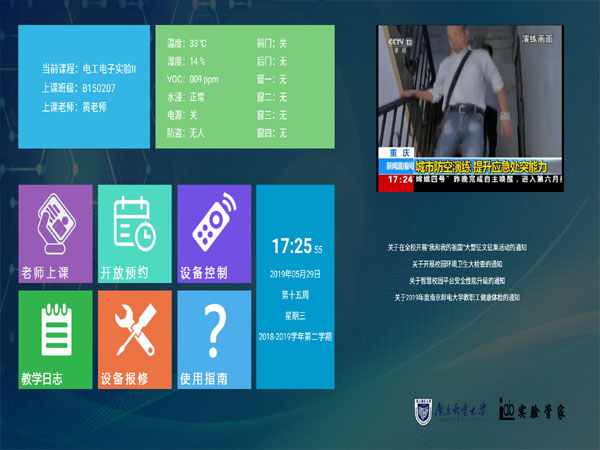 当前课程：电工电子实验II
上课班级：B150207
上课老师：黄老师
温度：33 ℃
湿度：14 %
VOC：009 ppm
水浸：正常
电源：关
防盗：无人
前门：关
后门：无
窗一：无
窗二：无
窗三：无
窗四：无
CCTV 13
新闻
演练画面
重庆
新闻直播间
城市防空演练 提升应急处突能力
17:24
嫦娥四号”昨晚完成自主唤醒，进入第六月
老师上课
开放预约
设备控制
教学日志
设备报修
使用指南
17:25 55
2019年05月29日
第十五周
星期三
2018-2019学年第二学期
关于在全校开展“我和我的祖国”大型征文征集活动的通知
关于开展校园环境卫生大检查的通知
关于智慧校园平台安全性能升级的通知
关于2019年度南京邮电大学教职工健康体检的通知
南京邮电大学
lab 实验管家